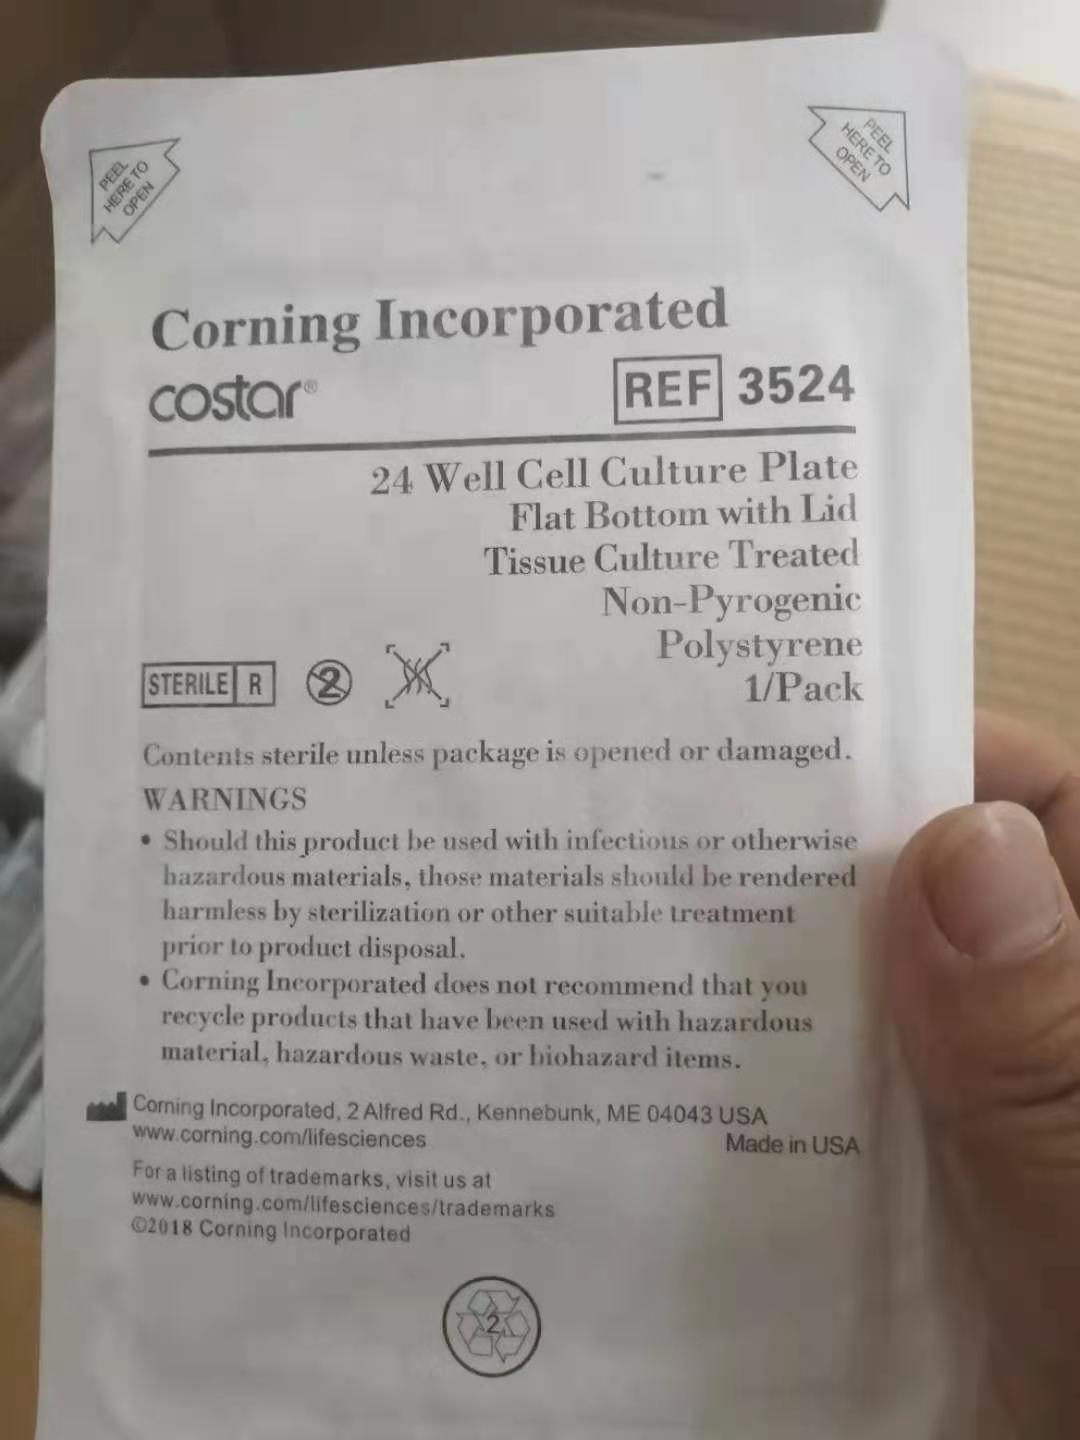 PEEL
HERE TO
OPEN
PEEL
HERE TO
OPEN
Corning Incorporated
costar®
REF 3524
24 Well Cell Culture Plate
Flat Bottom with Lid
Tissue Culture Treated
Non-Pyrogenic
Polystyrene
1/Pack
STERILE R
2
Contents sterile unless package is opened or damaged.
WARNINGS
• Should this product be used with infectious or otherwise
hazardous materials, those materials should be rendered
harmless by sterilization or other suitable treatment
prior to product disposal.
• Corning Incorporated does not recommend that you
recycle products that have been used with hazardous
material, hazardous waste, or biohazard items.
Corning Incorporated, 2 Alfred Rd., Kennebunk, ME 04043 USA
www.corning.com/lifesciences
Made in USA
For a listing of trademarks, visit us at
www.corning.com/lifesciences/trademarks
©2018 Corning Incorporated
2